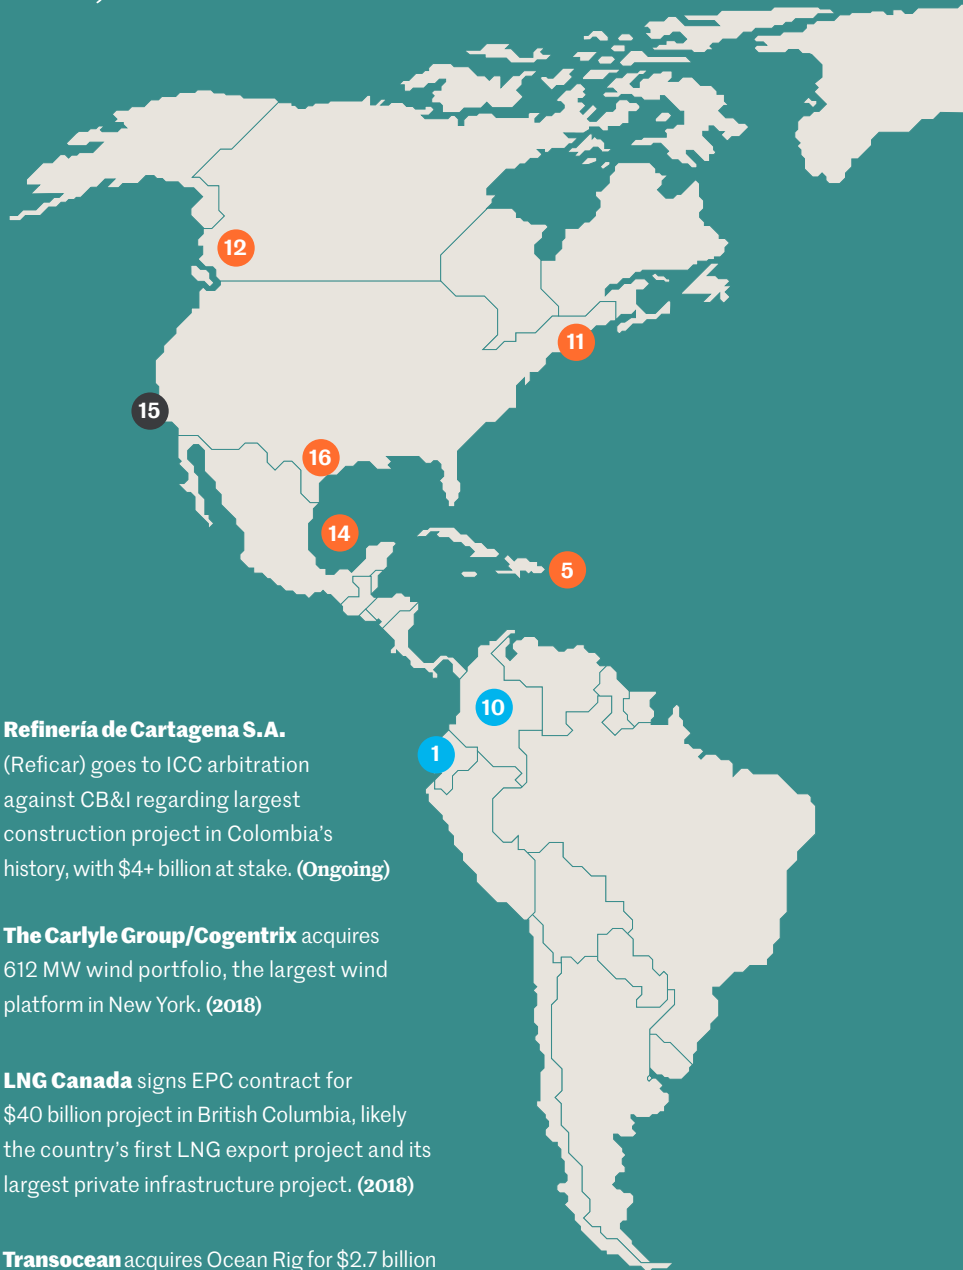 12
11
15
16
14
5
10
1
Refinería de Cartagena S.A.
(Reficar) goes to ICC arbitration
against CB&I regarding largest
construction project in Colombia's
history, with $4+ billion at stake. (Ongoing)
The Carlyle Group/Cogentrix acquires
612 MW wind portfolio, the largest wind
platform in New York. (2018)
LNG Canada signs EPC contract for
$40 billion project in British Columbia, likely
the country's first LNG export project and its
largest private infrastructure project. (2018)
Transocean acquires Ocean Rig for $2.7 billion